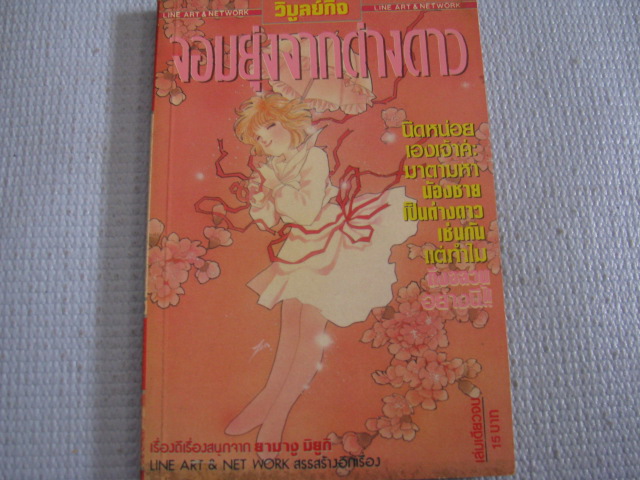 LINE ART & NETWORK วิบูลย์กิจ LINE ART & NETWORK
จอมยุ่งจากต่างดาว
นิดหน่อย
เองเจ้าค่ะ
มาตามหา
น้องชาย
เป็นต่างดาว
เช่นกัน
แต่ทำไม
อย่างนี้!!
เล่มเดียวจบ
15 บาท
เรื่องดีเรื่องสนุกจาก ยามางู มิยูกิ
LINE ART & NET WORK สรรสร้างอีกเรื่อง